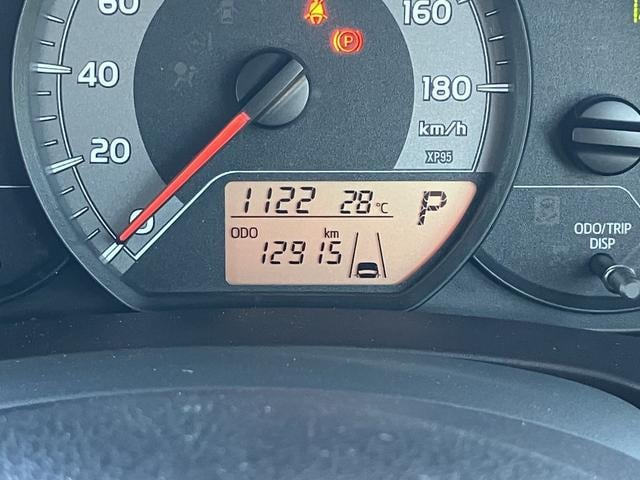 60
160
P
40
180
km/h
20
XP95
0
1122 28°C P
ODO km
12915
ODO/TRIP
DISP